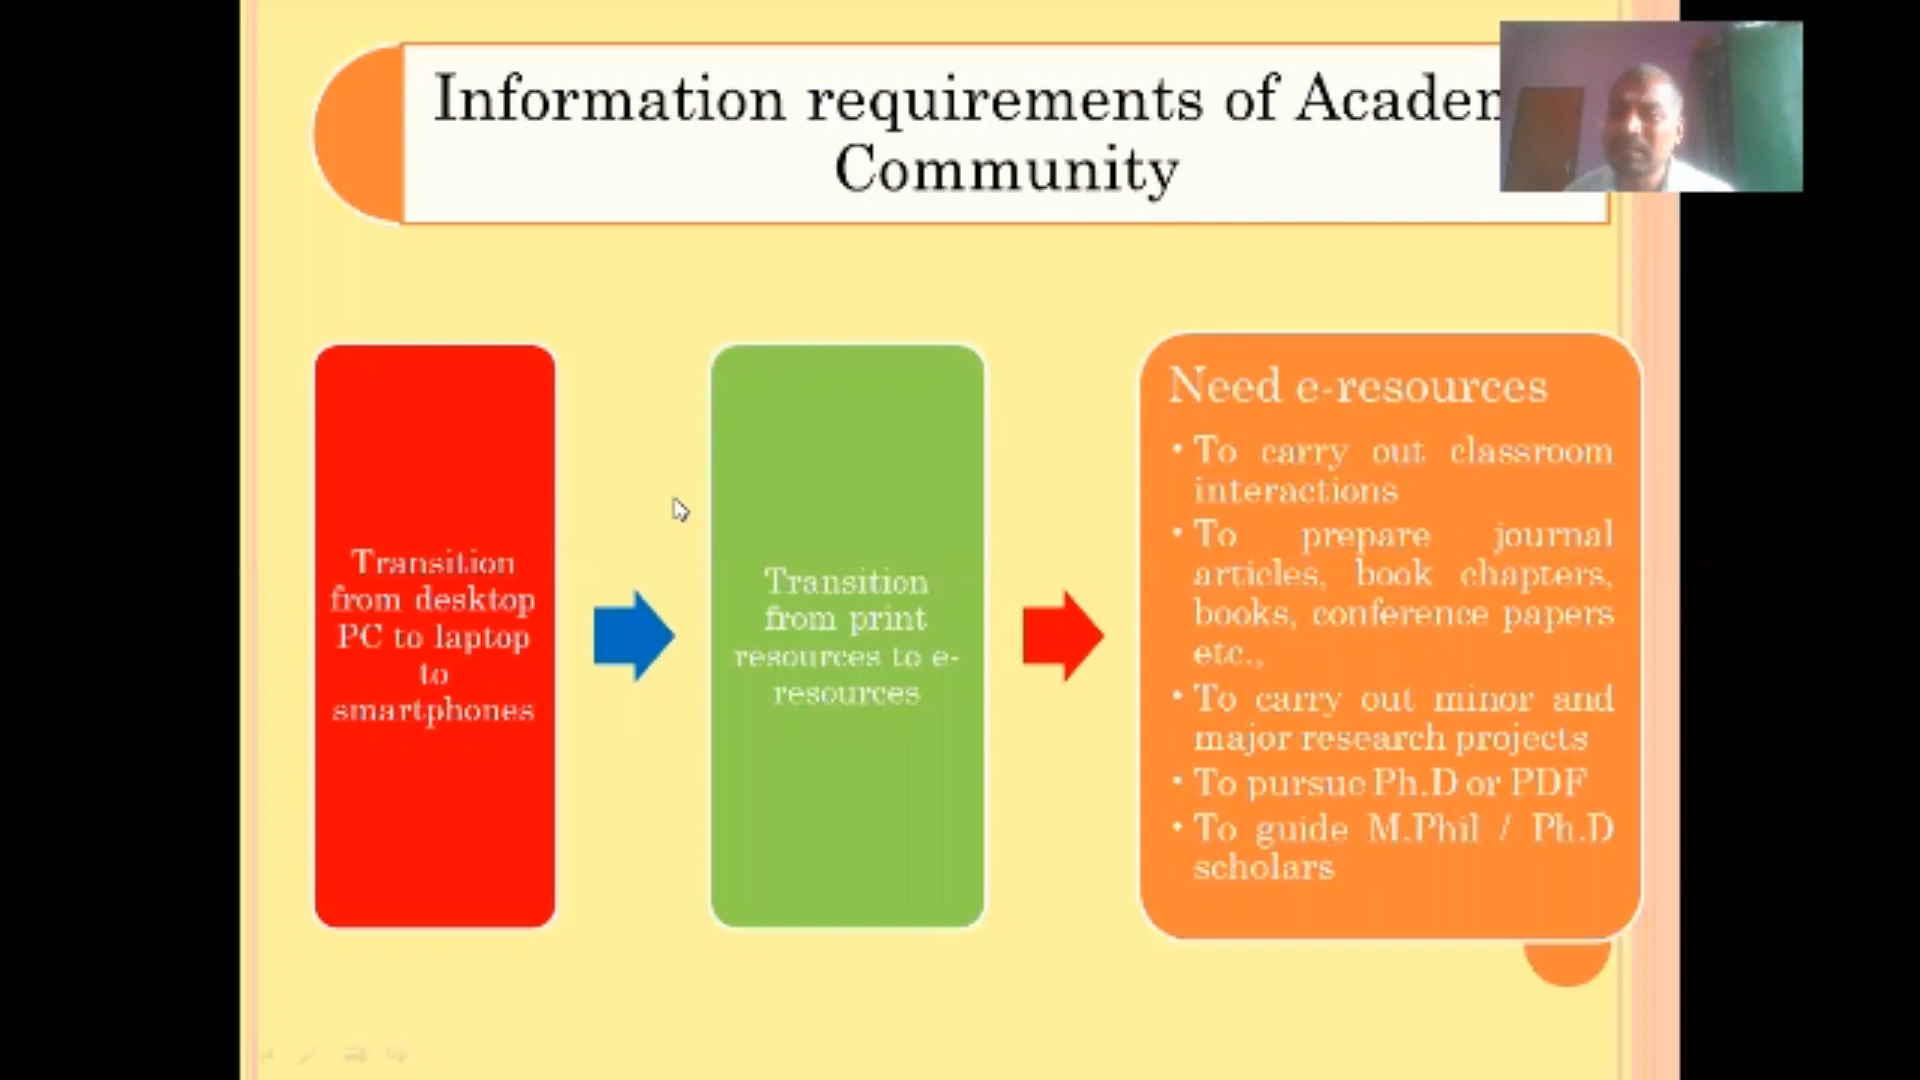 Information requirements of Academ
Community
Transition
from desktop
PC to laptop
to
smartphones
Transition
from print
resources to e-
resources
Need e-resources
• To carry out classroom
interactions
• To prepare journal
articles, book chapters,
books, conference papers
etc.,
• To carry out minor and
major research projects
• To pursue Ph.D or PDF
• To guide M.Phil / Ph.D
scholars